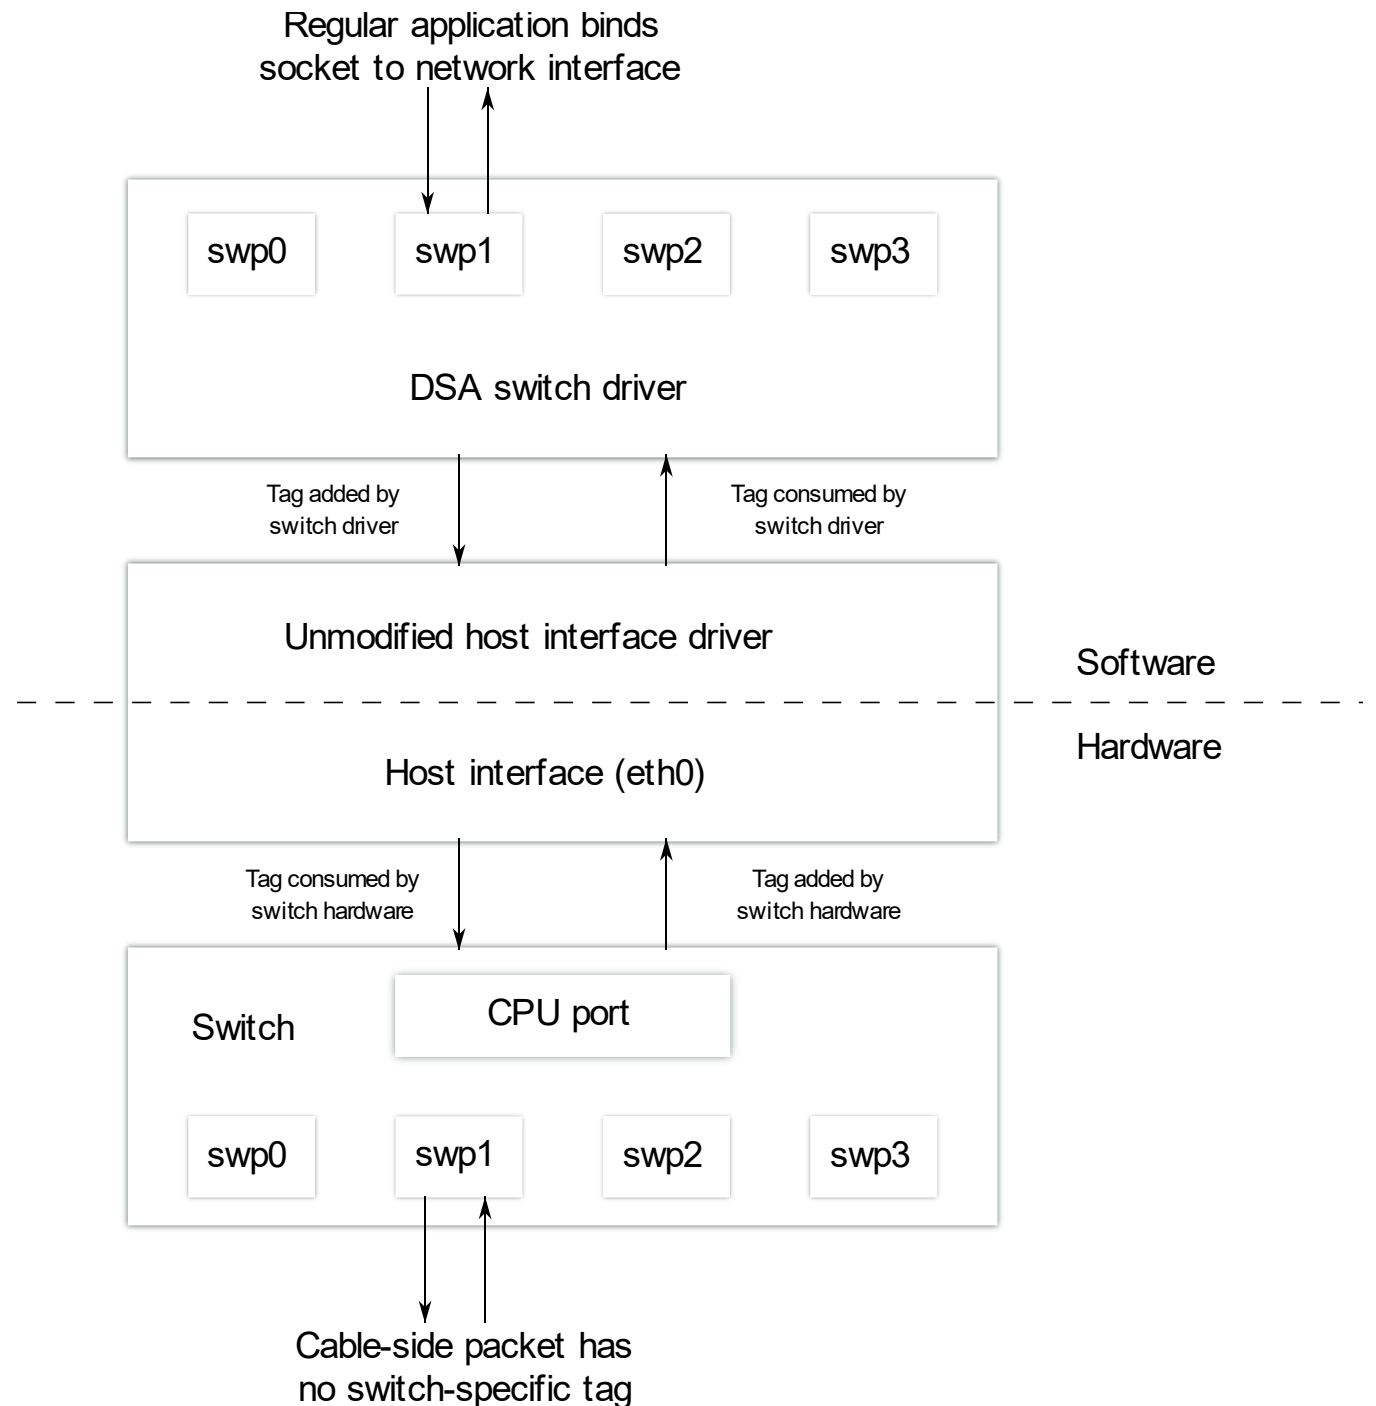 Regular application binds
socket to network interface
swp0 swp1 swp2 swp3
DSA switch driver
Tag added by
switch driver
Tag consumed by
switch driver
Unmodified host interface driver
Software
Hardware
Host interface (eth0)
Tag consumed by
switch hardware
Tag added by
switch hardware
CPU port
Switch
swp0 swp1 swp2 swp3
Cable-side packet has
no switch-specific tag